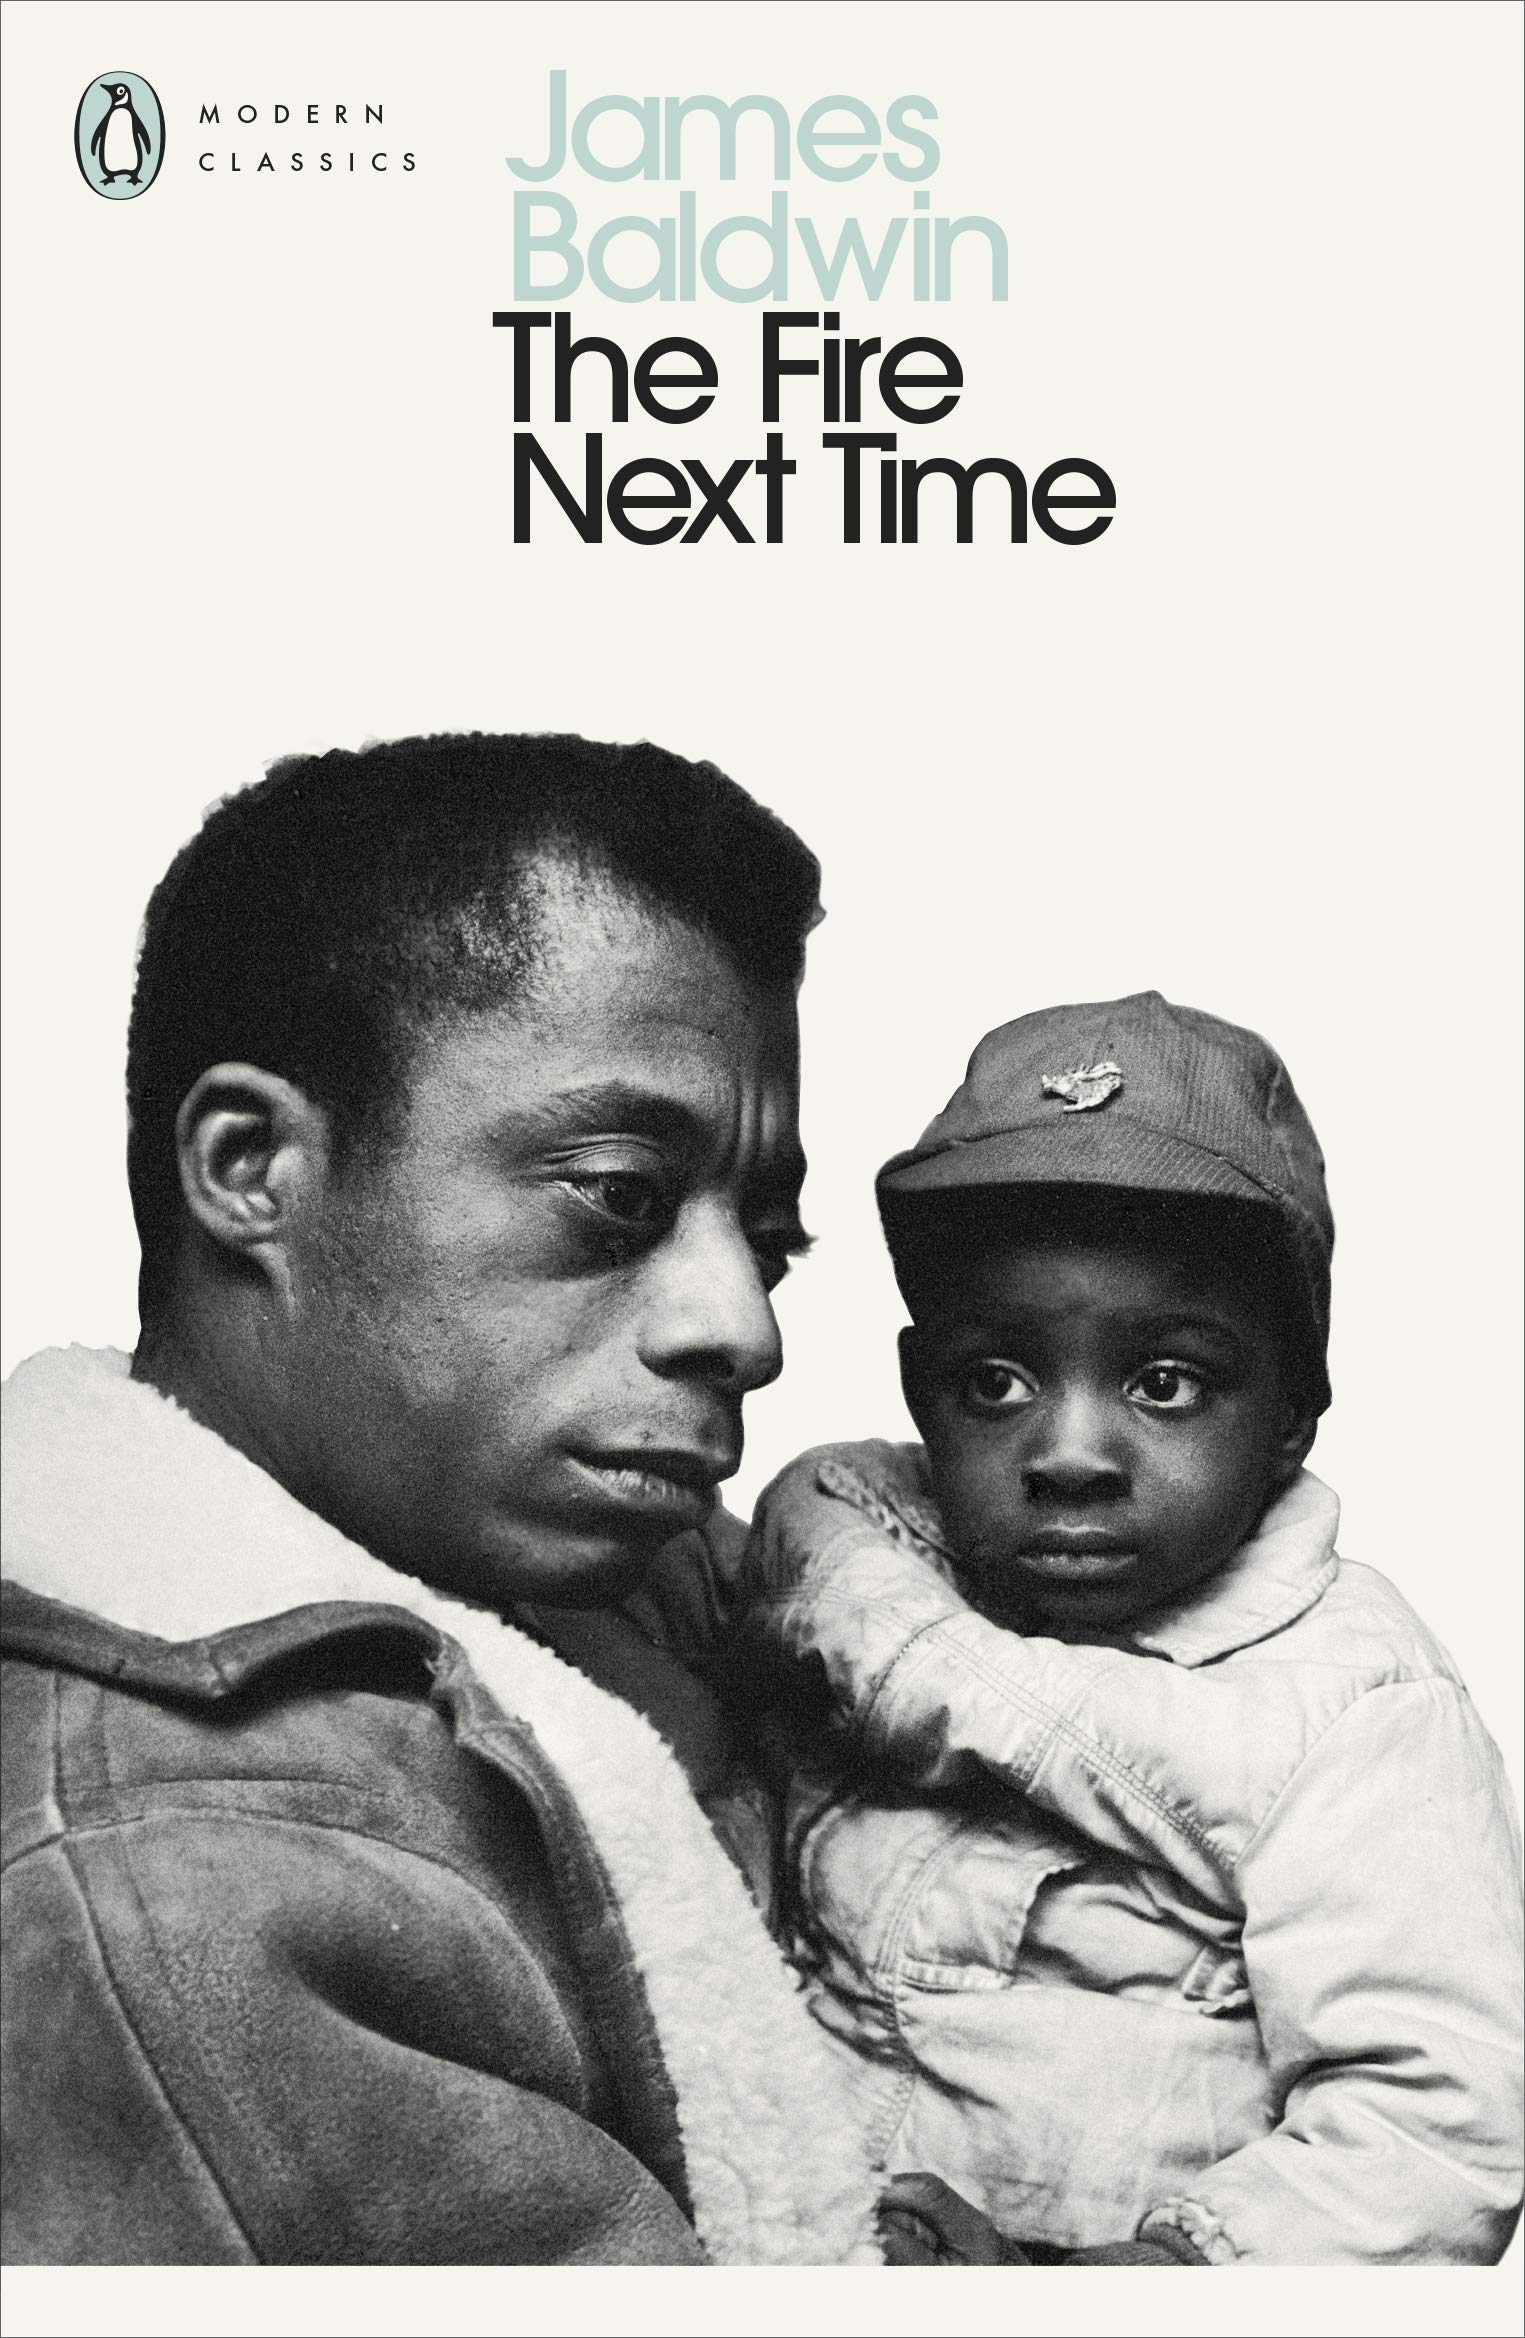 MODERN
CLASSICS
James
Baldwin
The Fire
Next Time